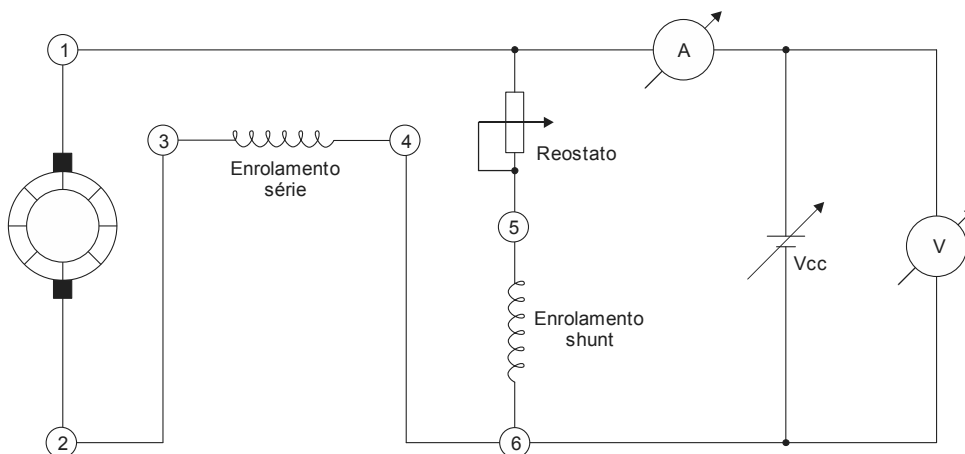 1
A
3
4
Enrolamento
série
Reostato
5
V
Vcc
Enrolamento
shunt
2
6